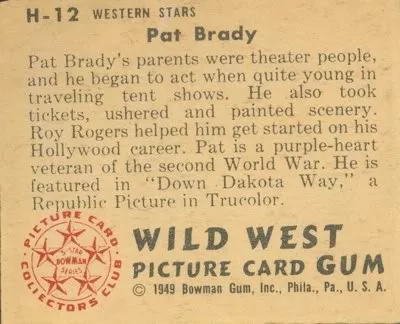 H-12 WESTERN STARS
Pat Brady
Pat Brady's parents were theater people,
and he began to act when quite young in
traveling tent shows. He also took
tickets, ushered and painted scenery.
Roy Rogers helped him get started on his
Hollywood career. Pat is a purple-heart
veteran of the second World War. He is
featured in "Down Dakota Way," a
Republic Picture in Trucolor.
PICTURE CARD
COLLECTORS CLUB
5-STAR
BOWMAN
SERIES
WILD WEST
PICTURE CARD GUM
© 1949 Bowman Gum, Inc., Phila., Pa., U. S. A.